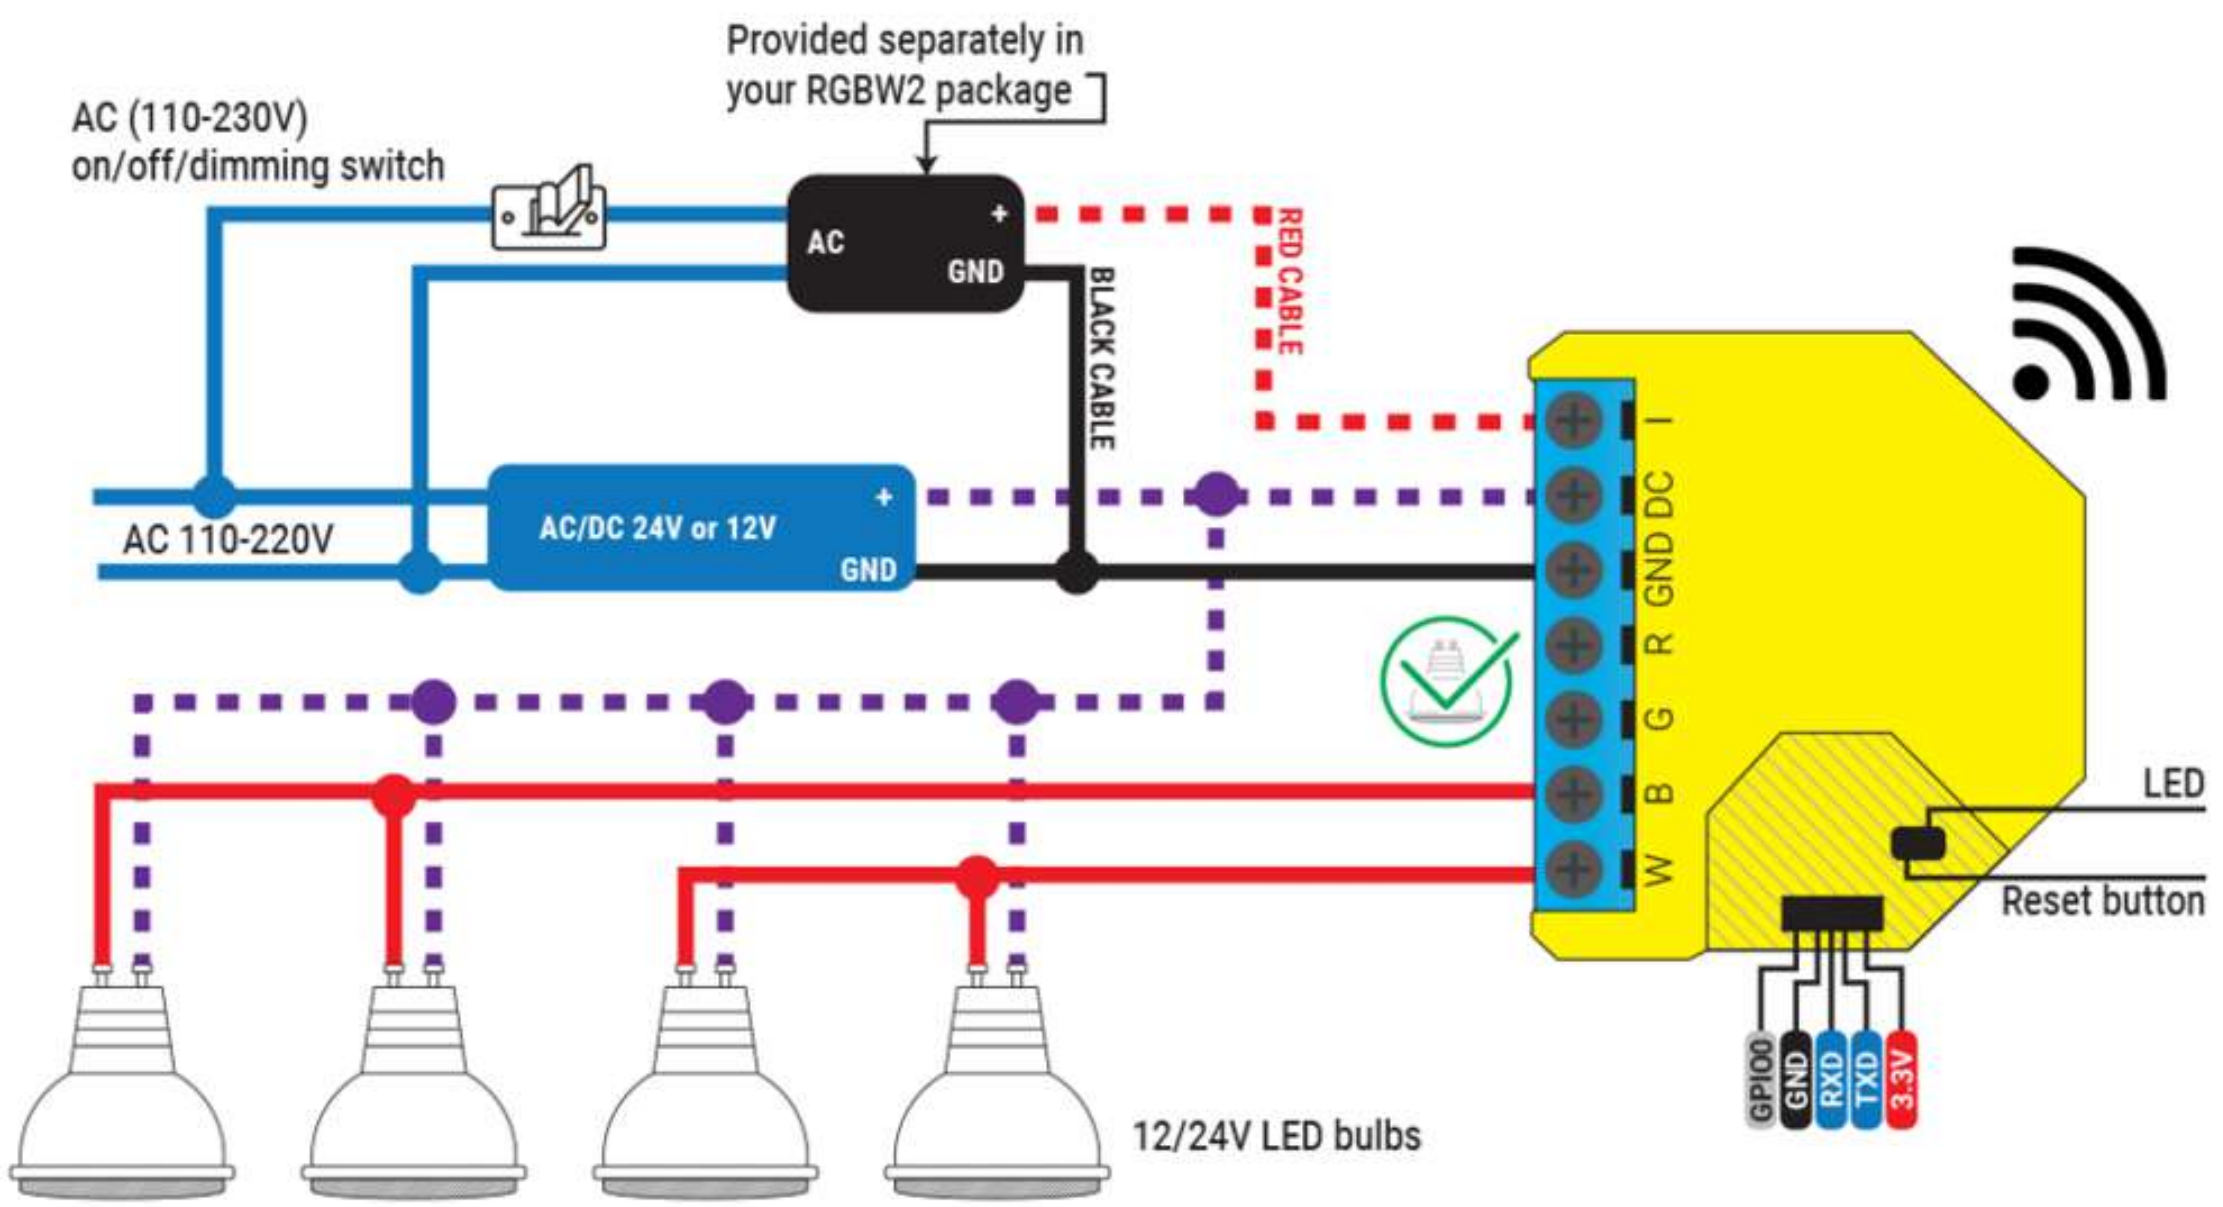 Provided separately in
your RGBW2 package
AC (110-230V)
on/off/dimming switch
AC
+
GND
RED CABLE
BLACK CABLE
AC 110-220V
AC/DC 24V or 12V
+
GND
I
DC
GND
R
G
B
W
LED
Reset button
GPIO0
GND
RXD
TXD
3.3V
12/24V LED bulbs